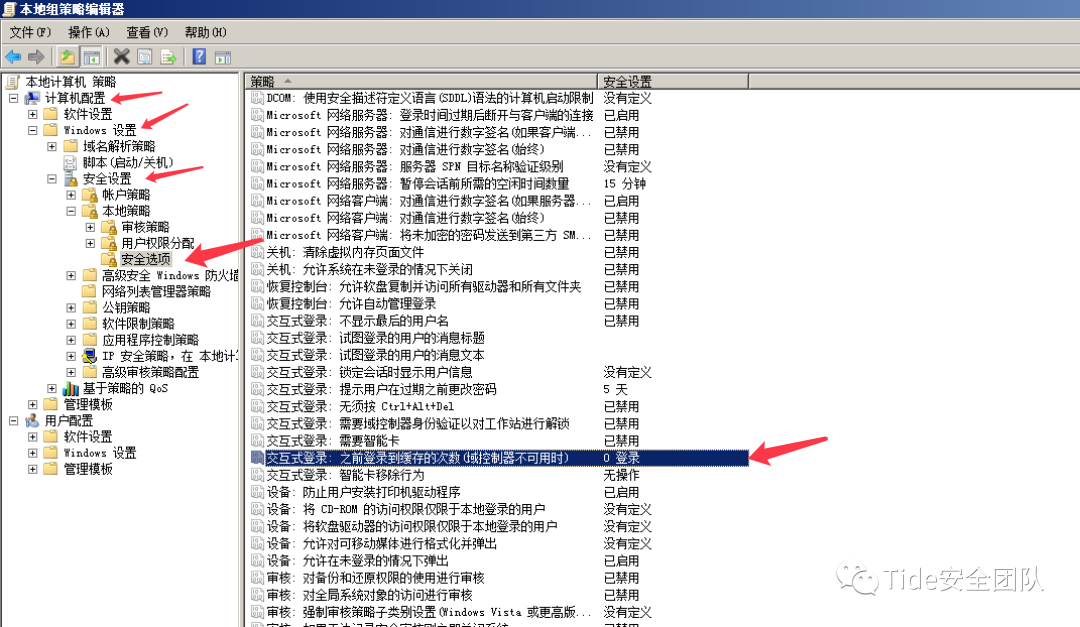 本地组策略编辑器
文件(F) 操作(A) 查看(V) 帮助(H)
本地计算机 策略
计算机配置
软件设置
Windows 设置
域名解析策略
脚本(启动/关机)
安全设置
帐户策略
本地策略
审核策略
用户权限分配
安全选项
高级安全 Windows 防火墙
网络列表管理器策略
公钥策略
软件限制策略
应用程序控制策略
IP 安全策略，在 本地计
高级审核策略配置
基于策略的 QoS
管理模板
用户配置
软件设置
Windows 设置
管理模板
策略 安全设置
DCOM: 使用安全描述符定义语言(SDDL)语法的计算机启动限制 没有定义
Microsoft 网络服务器: 登录时间过期后断开与客户端的连接 已启用
Microsoft 网络服务器: 对通信进行数字签名(如果客户端... 已禁用
Microsoft 网络服务器: 对通信进行数字签名(始终) 已禁用
Microsoft 网络服务器: 服务器 SPN 目标名称验证级别 没有定义
Microsoft 网络服务器: 暂停会话前所需的空闲时间数量 15 分钟
Microsoft 网络客户端: 对通信进行数字签名(如果服务器... 已启用
Microsoft 网络客户端: 对通信进行数字签名(始终) 已禁用
Microsoft 网络客户端: 将未加密的密码发送到第三方 SM... 已禁用
关机: 清除虚拟内存页面文件 已禁用
关机: 允许系统在未登录的情况下关闭 已禁用
恢复控制台: 允许软盘复制并访问所有驱动器和所有文件夹 已禁用
恢复控制台: 允许自动管理登录 已禁用
交互式登录: 不显示最后的用户名 已禁用
交互式登录: 试图登录的用户的消息标题
交互式登录: 试图登录的用户的消息文本
交互式登录: 锁定会话时显示用户信息 没有定义
交互式登录: 提示用户在过期之前更改密码 5 天
交互式登录: 无须按 Ctrl+Alt+Del 已禁用
交互式登录: 需要域控制器身份验证以对工作站进行解锁 已禁用
交互式登录: 需要智能卡 已禁用
交互式登录: 之前登录到缓存的次数(域控制器不可用时) 0 登录
交互式登录: 智能卡移除行为 无操作
设备: 防止用户安装打印机驱动程序 已启用
设备: 将 CD-ROM 的访问权限仅限于本地登录的用户 没有定义
设备: 将软盘驱动器的访问权限仅限于本地登录的用户 没有定义
设备: 允许对可移动媒体进行格式化并弹出 没有定义
设备: 允许在未登录的情况下弹出 已启用
审核: 对备份和还原权限的使用进行审核 已禁用
审核: 对全局系统对象的访问进行审核 已禁用
审核: 强制审核策略子类别设置(Windows Vista 或更高版... 没有定义
Tide安全团队